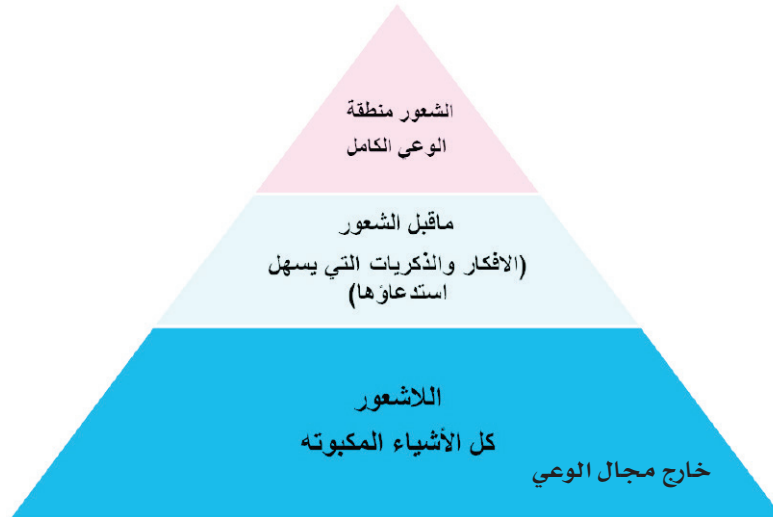 الشعور منطقة
الوعي الكامل
ماقبل الشعور
(الافكار والذكريات التي يسهل
استدعاؤها)
اللاشعور
كل الأشياء المكبوته
خارج مجال الوعي